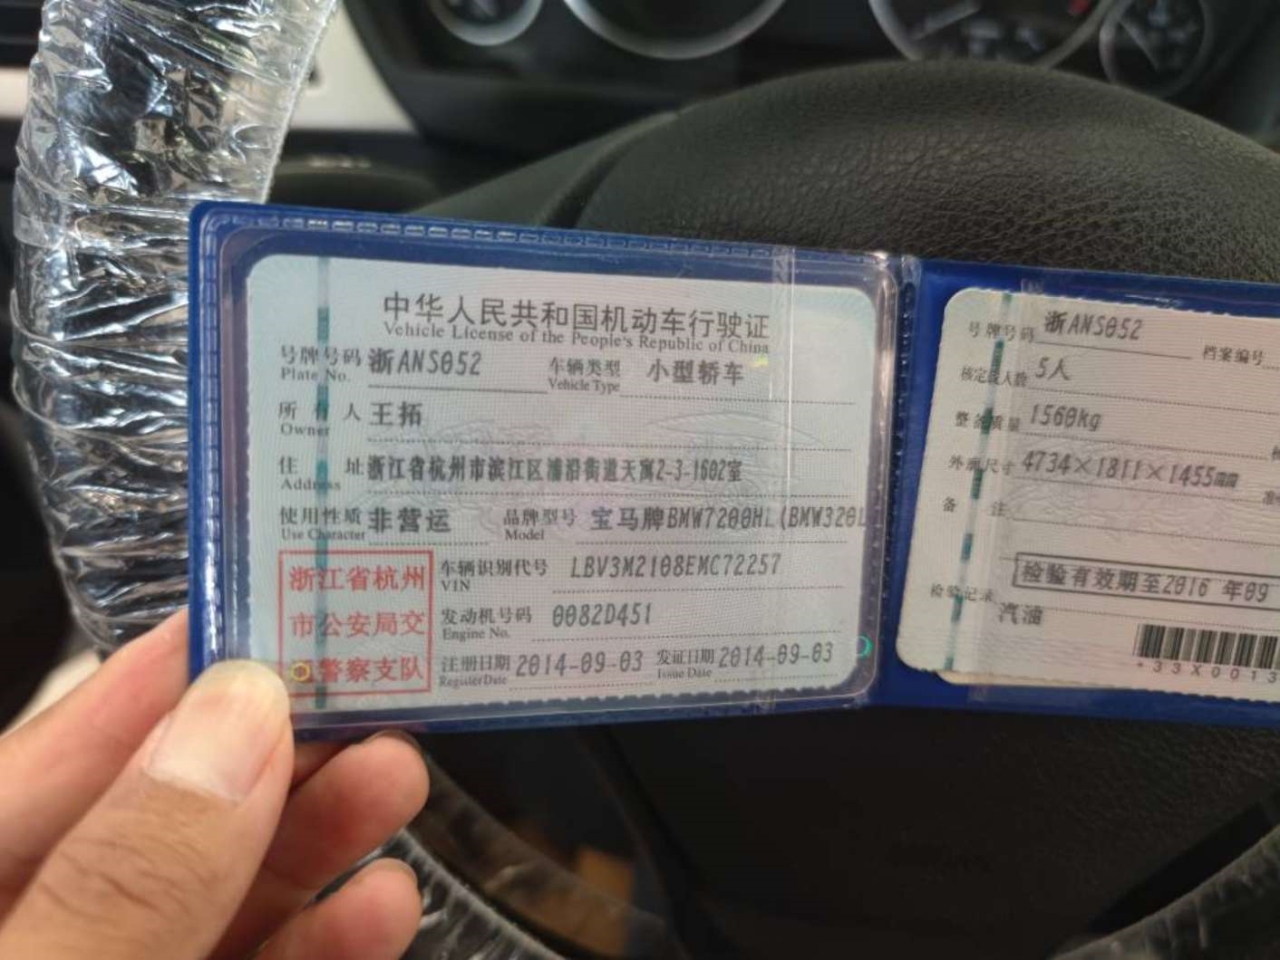 中华人民共和国机动车行驶证
Vehicle License of the People's Republic of China
号牌号码 浙ANS052 车辆类型 小型轿车
Plate No. Vehicle Type
所有人 王拓
Owner
住址 浙江省杭州市滨江区浦沿街道天寓2-3-1602室
Address
使用性质 非营运 品牌型号 宝马牌BMW7200HL(BMW320L
Use Character Model
浙江省杭州
市公安局交
警察支队
车辆识别代号 LBV3M2108EMC72257
VIN
发动机号码 0082D451
Engine No.
注册日期 2014-09-03 发证日期 2014-09-03
Register Date Issue Date
号牌号码 浙ANS052 档案编号
核定载人数 5人
整备质量 1560kg
外廓尺寸 4734×1811×1455mm
备注
检验有效期至2016 年09
检验记录
汽油
*33X0013